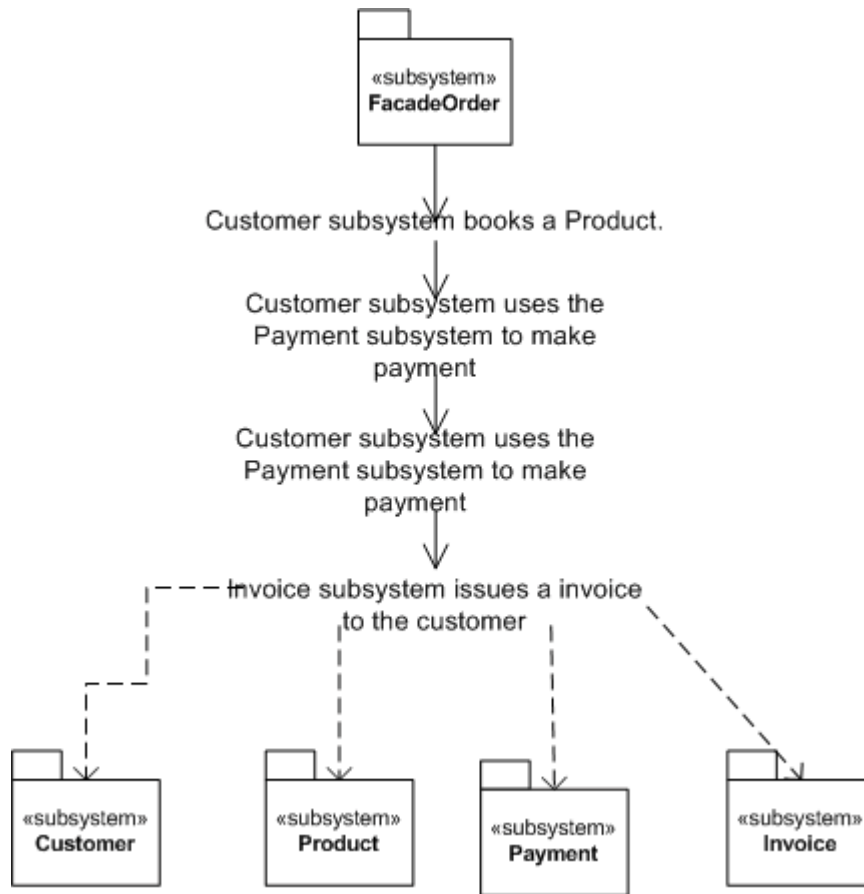 «subsystem»
FacadeOrder
Customer subsystem books a Product.
Customer subsystem uses the
Payment subsystem to make
payment
Customer subsystem uses the
Payment subsystem to make
payment
Invoice subsystem issues a invoice
to the customer
«subsystem»
Customer
«subsystem»
Product
«subsystem»
Payment
«subsystem»
Invoice